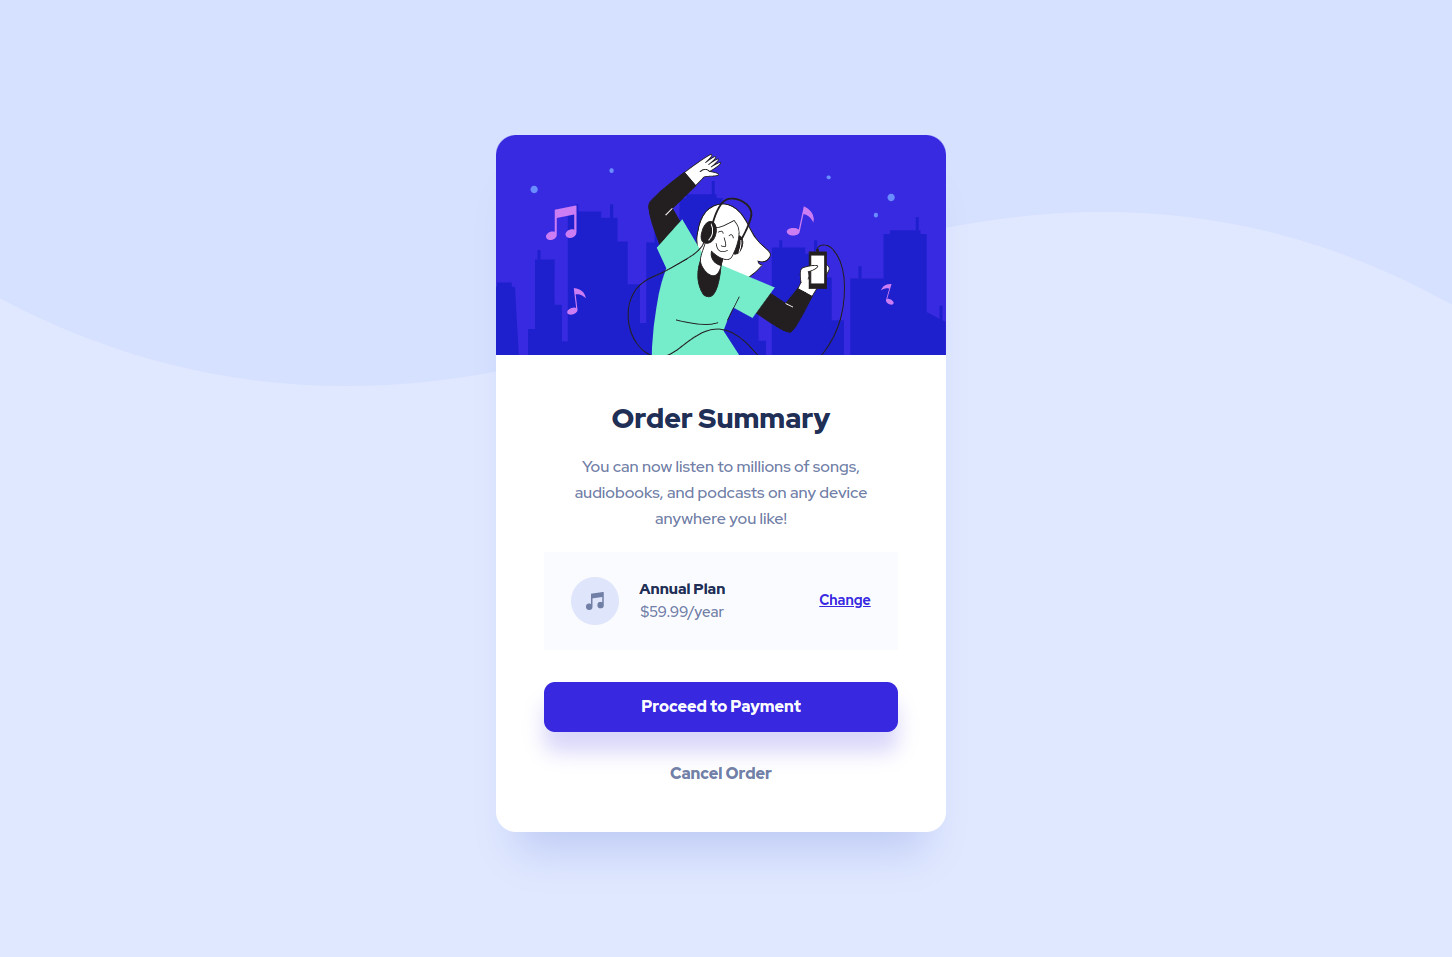 Order Summary
You can now listen to millions of songs,
audiobooks, and podcasts on any device
anywhere you like!
Annual Plan
$59.99/year
Change
Proceed to Payment
Cancel Order